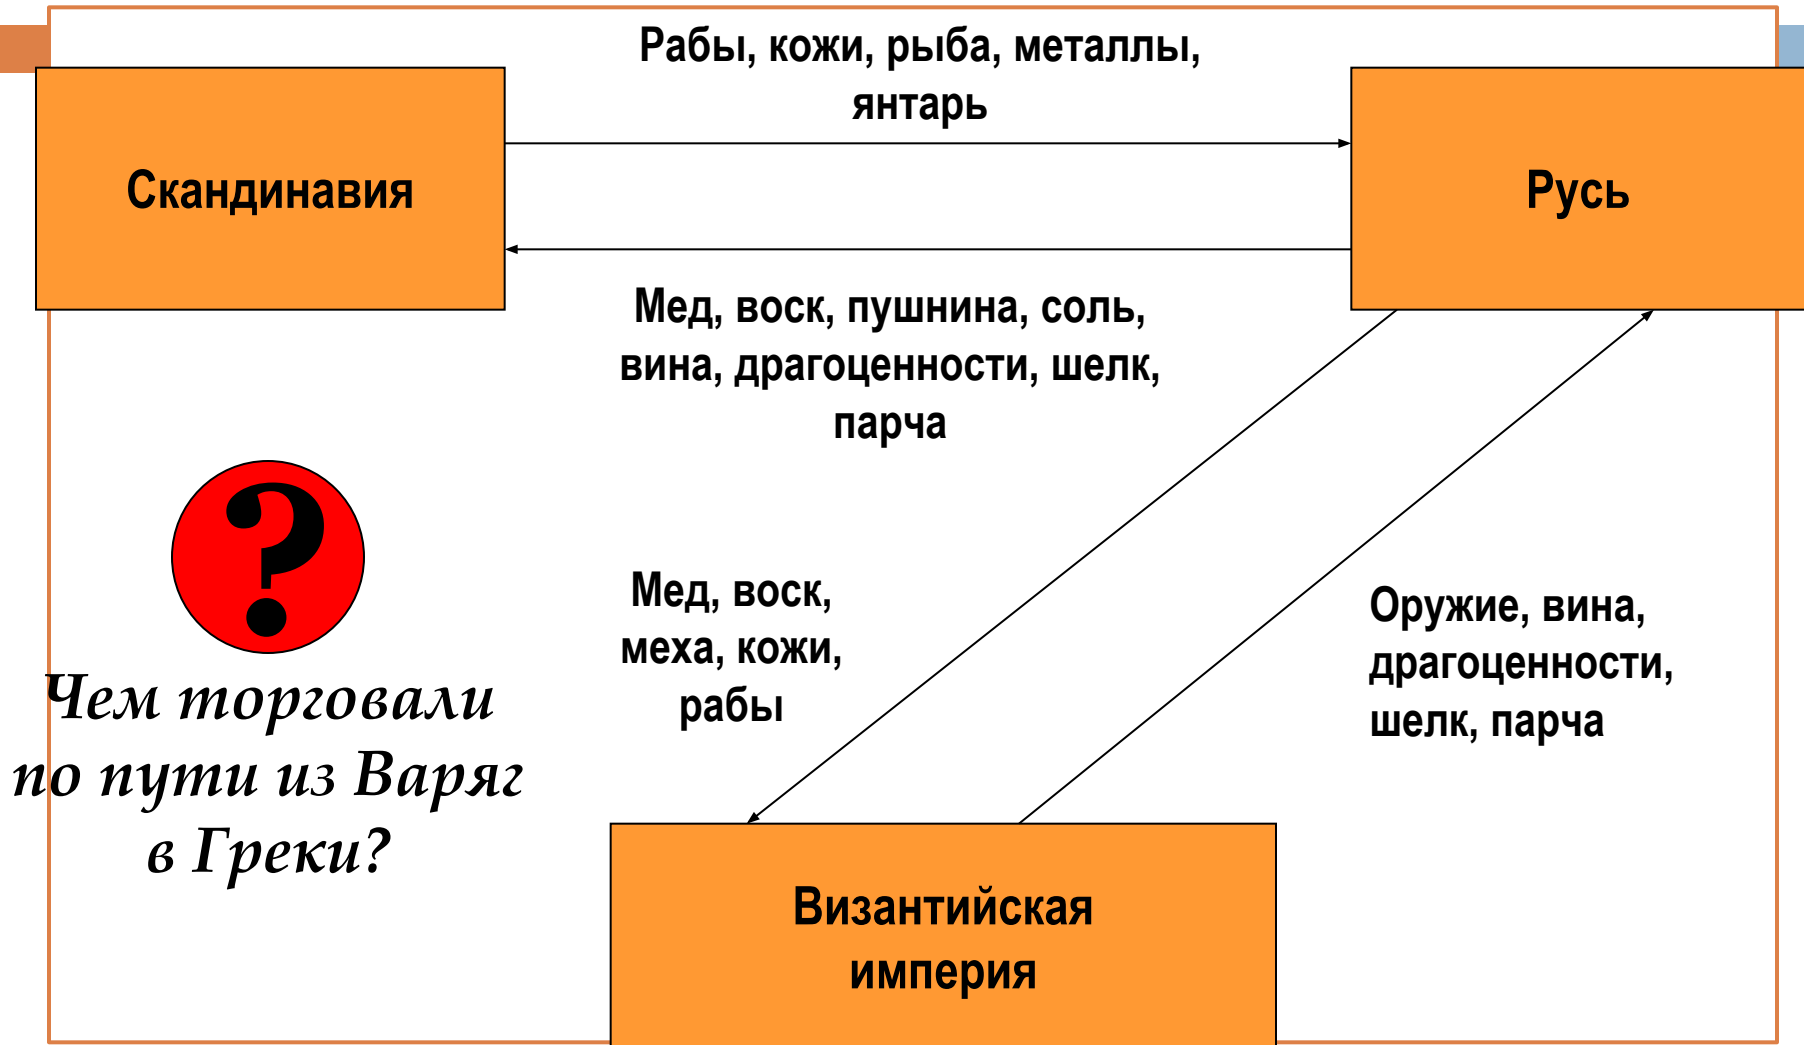 Рабы, кожи, рыба, металлы,
янтарь
Скандинавия
Русь
Мед, воск, пушнина, соль,
вина, драгоценности, шелк,
парча
?
Чем торговали
по пути из Варяг
в Греки?
Мед, воск,
меха, кожи,
рабы
Оружие, вина,
драгоценности,
шелк, парча
Византийская
империя